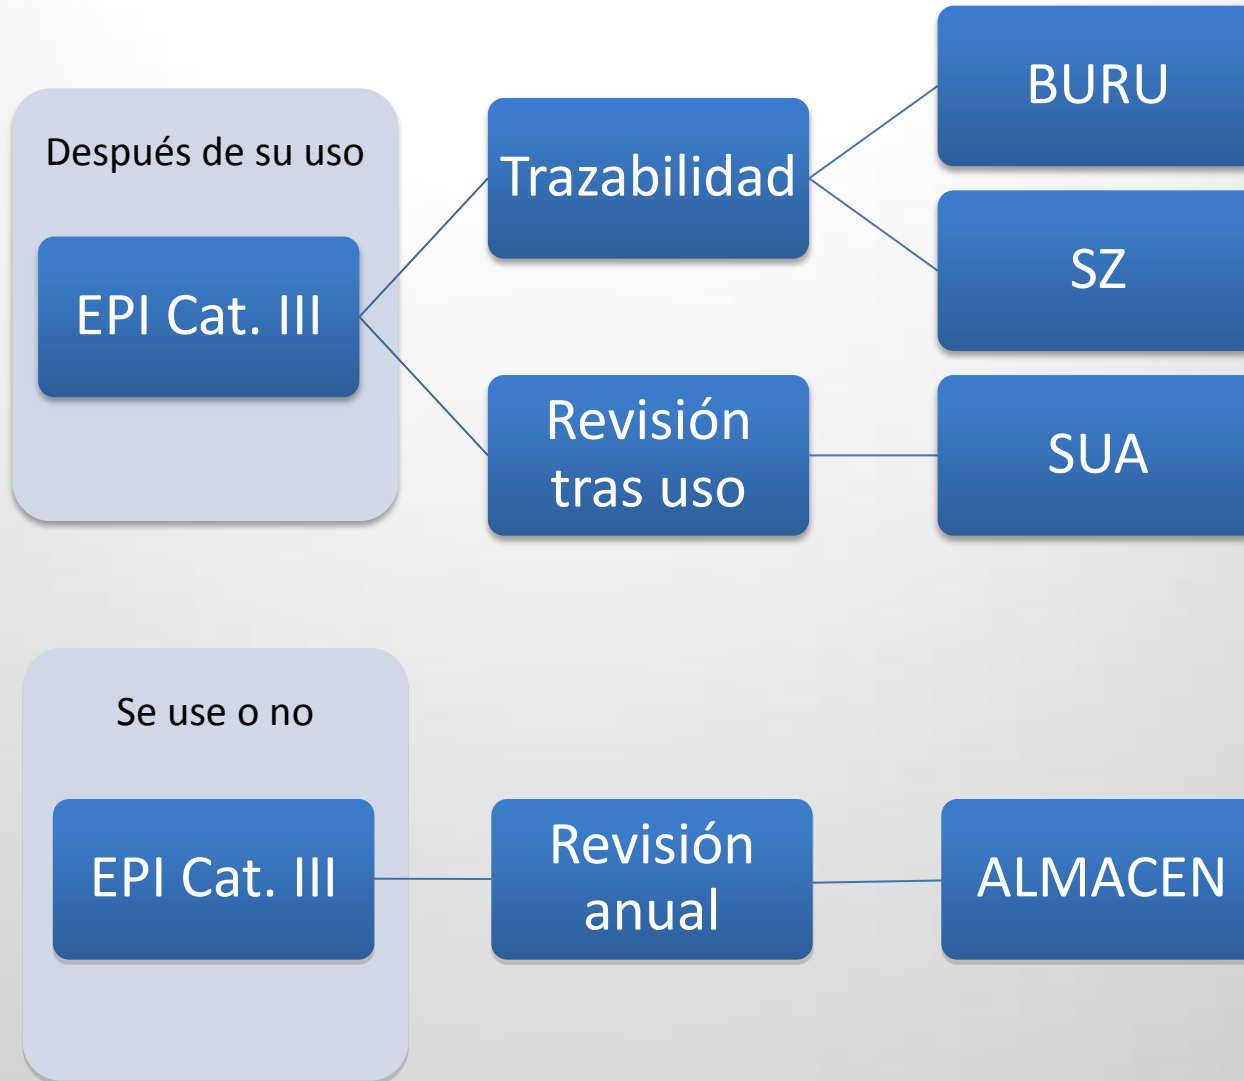 Después de su uso
EPI Cat. III
Trazabilidad
BURU
SZ
Revisión
tras uso
SUA
Se use o no
EPI Cat. III
Revisión
anual
ALMACEN